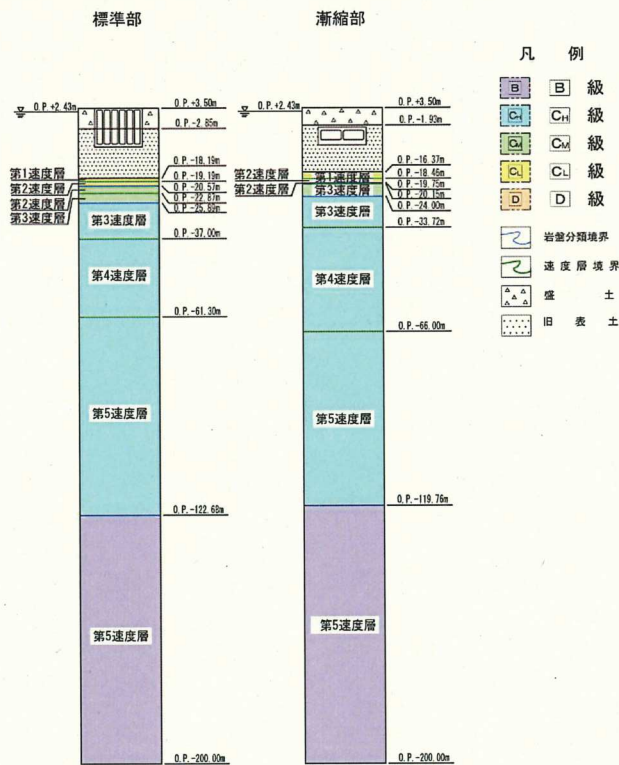 標準部
漸縮部
O.P.+2.43m
O.P.+3.50m
O.P.-2.85m
O.P.-18.19m
O.P.-19.19m
O.P.-20.57m
O.P.-22.87m
O.P.-25.69m
O.P.-37.00m
O.P.-61.30m
O.P.-122.68m
O.P.-200.00m
第1速度層
第2速度層
第2速度層
第3速度層
第3速度層
第4速度層
第5速度層
第5速度層
O.P.+2.43m
O.P.+3.50m
O.P.-1.93m
O.P.-16.37m
O.P.-18.46m
O.P.-19.75m
O.P.-20.15m
O.P.-24.00m
O.P.-33.72m
O.P.-66.00m
O.P.-119.76m
O.P.-200.00m
第2速度層
第1速度層
第2速度層
第3速度層
第3速度層
第4速度層
第5速度層
第5速度層
凡 例
B B 級
CH CH 級
CM CM 級
CL CL 級
D D 級
岩盤分類境界
速度層境界
盛 土
旧 表 土